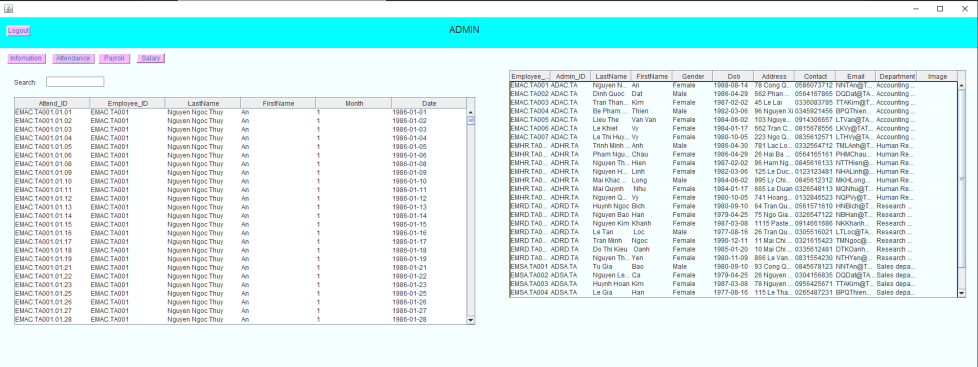 ADMIN
Logout
Information Attendance Payroll Salary
Search:
Attend_ID Employee_ID LastName FirstName Month Date
EMAC.TA001.01.01 EMAC.TA001 Nguyen Ngoc Thuy An 1 1986-01-01
EMAC.TA001.01.02 EMAC.TA001 Nguyen Ngoc Thuy An 1 1986-01-02
EMAC.TA001.01.03 EMAC.TA001 Nguyen Ngoc Thuy An 1 1986-01-03
EMAC.TA001.01.04 EMAC.TA001 Nguyen Ngoc Thuy An 1 1986-01-04
EMAC.TA001.01.05 EMAC.TA001 Nguyen Ngoc Thuy An 1 1986-01-05
EMAC.TA001.01.06 EMAC.TA001 Nguyen Ngoc Thuy An 1 1986-01-06
EMAC.TA001.01.08 EMAC.TA001 Nguyen Ngoc Thuy An 1 1986-01-08
EMAC.TA001.01.09 EMAC.TA001 Nguyen Ngoc Thuy An 1 1986-01-09
EMAC.TA001.01.10 EMAC.TA001 Nguyen Ngoc Thuy An 1 1986-01-10
EMAC.TA001.01.11 EMAC.TA001 Nguyen Ngoc Thuy An 1 1986-01-11
EMAC.TA001.01.12 EMAC.TA001 Nguyen Ngoc Thuy An 1 1986-01-12
EMAC.TA001.01.13 EMAC.TA001 Nguyen Ngoc Thuy An 1 1986-01-13
EMAC.TA001.01.14 EMAC.TA001 Nguyen Ngoc Thuy An 1 1986-01-14
EMAC.TA001.01.15 EMAC.TA001 Nguyen Ngoc Thuy An 1 1986-01-15
EMAC.TA001.01.16 EMAC.TA001 Nguyen Ngoc Thuy An 1 1986-01-16
EMAC.TA001.01.17 EMAC.TA001 Nguyen Ngoc Thuy An 1 1986-01-17
EMAC.TA001.01.18 EMAC.TA001 Nguyen Ngoc Thuy An 1 1986-01-18
EMAC.TA001.01.19 EMAC.TA001 Nguyen Ngoc Thuy An 1 1986-01-19
EMAC.TA001.01.21 EMAC.TA001 Nguyen Ngoc Thuy An 1 1986-01-21
EMAC.TA001.01.22 EMAC.TA001 Nguyen Ngoc Thuy An 1 1986-01-22
EMAC.TA001.01.23 EMAC.TA001 Nguyen Ngoc Thuy An 1 1986-01-23
EMAC.TA001.01.24 EMAC.TA001 Nguyen Ngoc Thuy An 1 1986-01-24
EMAC.TA001.01.25 EMAC.TA001 Nguyen Ngoc Thuy An 1 1986-01-25
EMAC.TA001.01.26 EMAC.TA001 Nguyen Ngoc Thuy An 1 1986-01-26
EMAC.TA001.01.27 EMAC.TA001 Nguyen Ngoc Thuy An 1 1986-01-27
EMAC.TA001.01.28 EMAC.TA001 Nguyen Ngoc Thuy An 1 1986-01-28
Employee_... Admin_ID LastName FirstName Gender Dob Address Contact Email Department Image
EMAC.TA001 ADAC.TA Nguyen N... An Female 1988-08-14 78 Cong Q... 0586073712 NNTAn@T... Accounting ...
EMAC.TA002 ADAC.TA Dinh Quoc Dat Male 1986-04-29 562 Phan ... 0564167865 DQDat@TA... Accounting ...
EMAC.TA003 ADAC.TA Tran Than... Kim Female 1987-02-02 45 Le Lai 0336083785 TTAKim@T... Accounting ...
EMAC.TA004 ADAC.TA Be Pham ... Thien Male 1982-03-06 96 Nguyen Xi 0345921456 BPQThien... Accounting ...
EMAC.TA005 ADAC.TA Lieu The Van Van Female 1984-06-02 103 Nguye... 0914306657 LTVan@TA... Accounting ...
EMAC.TA006 ADAC.TA Le Khiet Vy Female 1984-01-17 662 Tran C... 0815678556 LKVy@TAT... Accounting ...
EMAC.TA007 ADAC.TA Le Thi Huy... Vy Female 1980-10-05 223 Ngo Q... 0835612571 LTHVy@TA... Accounting ...
EMHR.TA0... ADHR.TA Trinh Minh ... Anh Male 1986-04-30 781 Lac Lo... 0332564712 TMLAnh@T... Human Re...
EMHR.TA0... ADHR.TA Pham Ngu... Chau Female 1986-04-29 26 Hai Ba ... 0564165161 PHMChau... Human Re...
EMHR.TA0... ADHR.TA Nguyen Th... Hien Female 1987-02-02 96 Ham Ng... 0845616133 NTTHien@... Human Re...
EMHR.TA0... ADHR.TA Nguyen H... Linh Female 1982-03-06 125 Le Duc... 0123123481 NHALinh@... Human Re...
EMHR.TA0... ADHR.TA Mai Khac ... Long Male 1984-06-02 995 Ly Chi... 0845612312 MKHLong... Human Re...
EMHR.TA0... ADHR.TA Mai Quynh Nhu Female 1984-01-17 665 Le Duan 0326548113 MQNhu@T... Human Re...
EMHR.TA0... ADHR.TA Nguyen Q... Vy Female 1980-10-05 741 Hoang... 0132846523 NQPVy@T... Human Re...
EMRD.TA0... ADRD.TA Huynh Ngoc Bich Female 1980-09-10 64 Tran Qu... 0561571610 HNBich@T... Research ...
EMRD.TA0... ADRD.TA Nguyen Bao Han Female 1979-04-25 75 Ngo Gia... 0326547122 NBHan@T... Research ...
EMRD.TA0... ADRD.TA Nguyen Kim Khanh Female 1987-03-08 1115 Paste... 0914661686 NKKhanh... Research ...
EMRD.TA0... ADRD.TA Le Tan Loc Male 1977-08-16 26 Tran Qu... 0305516021 LTLoc@TA... Research ...
EMRD.TA0... ADRD.TA Tran Minh Ngoc Female 1990-12-11 11 Mai Chi... 0321615423 TMNgoc@... Research ...
EMRD.TA0... ADRD.TA Do Thi Kieu Oanh Female 1985-01-20 10 Mai Chi... 0335612481 DTKOanh... Research ...
EMRD.TA0... ADRD.TA Nguyen Th... Yen Female 1980-11-09 866 Le Van... 0831554230 NTHYen@... Research ...
EMSA.TA001 ADSA.TA Tu Gia Bao Male 1980-09-10 93 Cong Q... 0845678123 NNTAn@T... Sales depa...
EMSA.TA002 ADSA.TA Nguyen Le... Ca Female 1979-04-25 26 Nguyen ... 0304156835 DQDat@TA... Sales depa...
EMSA.TA003 ADSA.TA Huynh Hoan Kim Female 1987-03-08 78 Nguyen ... 0956425671 TTAKim@T... Sales depa...
EMSA.TA004 ADSA.TA Le Gia Han Female 1977-08-16 115 Le Tha... 0265487231 BPQThien... Sales depa...